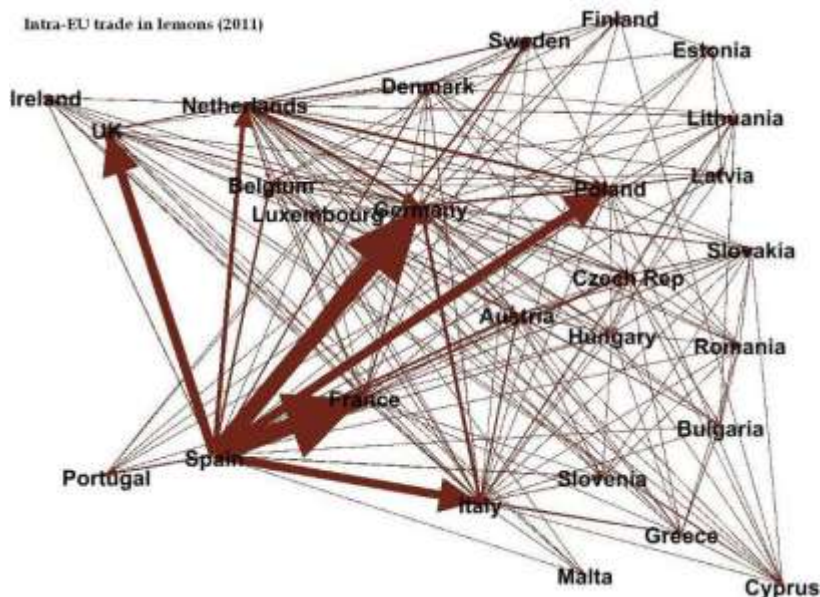 Intra-EU trade in lemons (2011)
Finland
Sweden
Estonia
Denmark
Ireland
Netherlands
Lithuania
UK
Latvia
Belgium
Poland
Luxembourg
Germany
Slovakia
Czech Rep
Austria
Hungary
Romania
France
Bulgaria
Spain
Portugal
Slovenia
Italy
Greece
Malta
Cyprus